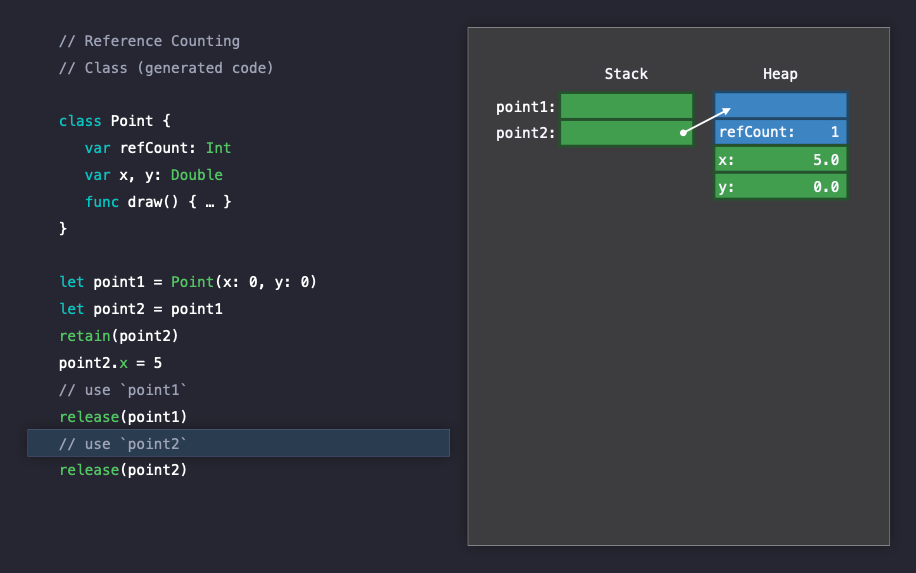 // Reference Counting
// Class (generated code)
class Point {
var refCount: Int
var x, y: Double
func draw() { … }
}
let point1 = Point(x: 0, y: 0)
let point2 = point1
retain(point2)
point2.x = 5
// use `point1`
release(point1)
// use `point2`
release(point2)
Stack Heap
point1:
point2:
refCount: 1
x: 5.0
y: 0.0